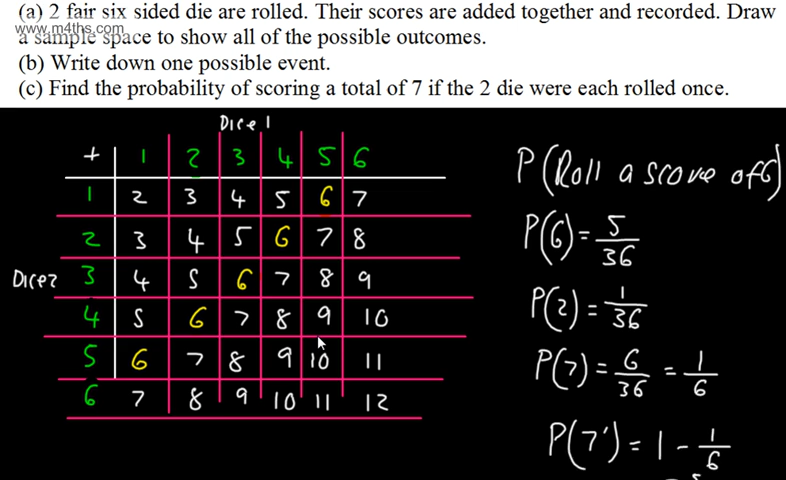 (a) 2 fair six sided die are rolled. Their scores are added together and recorded. Draw
www.m4ths.com
a sample space to show all of the possible outcomes.
(b) Write down one possible event.
(c) Find the probability of scoring a total of 7 if the 2 die were each rolled once.
Dice 1
+ 1 2 3 4 5 6
1 2 3 4 5 6 7
2 3 4 5 6 7 8
Dice 2 3 4 5 6 7 8 9
4 5 6 7 8 9 10
5 6 7 8 9 10 11
6 7 8 9 10 11 12
P(Roll a score of 6)
P(6) = 5/36
P(2) = 1/36
P(7) = 6/36 = 1/6
P(7') = 1 - 1/6